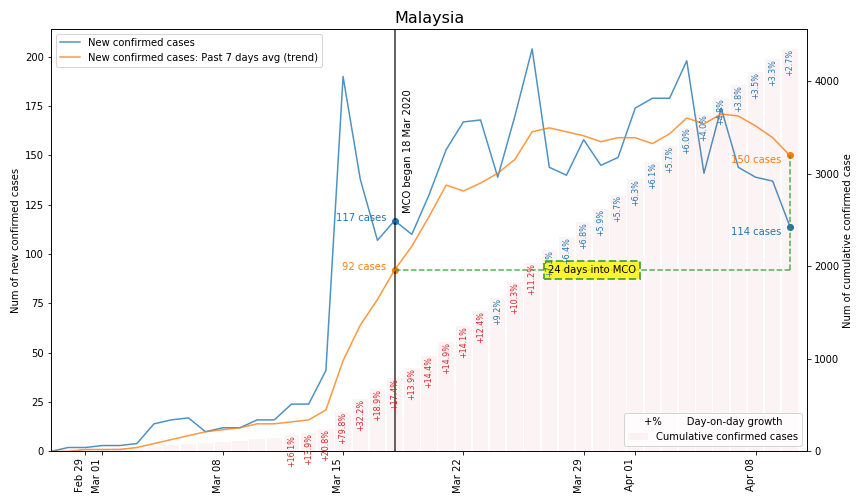 Malaysia
New confirmed cases
New confirmed cases: Past 7 days avg (trend)
Num of new confirmed cases
200
175
150
125
100
75
50
25
0
MCO began 18 Mar 2020
117 cases
92 cases
24 days into MCO
150 cases
114 cases
+16.1%
+13.9%
+20.8%
+79.8%
+32.2%
+18.9%
+17.4%
+13.9%
+14.4%
+14.9%
+14.1%
+12.4%
+9.2%
+10.3%
+11.2%
+6.4%
+6.8%
+5.9%
+5.7%
+6.3%
+6.1%
+5.7%
+6.0%
+4.0%
+3.8%
+3.5%
+3.3%
+2.7%
4000
3000
2000
1000
0
Num of cumulative confirmed case
+% Day-on-day growth
Cumulative confirmed cases
Feb 29
Mar 01
Mar 08
Mar 15
Mar 22
Mar 29
Apr 01
Apr 08